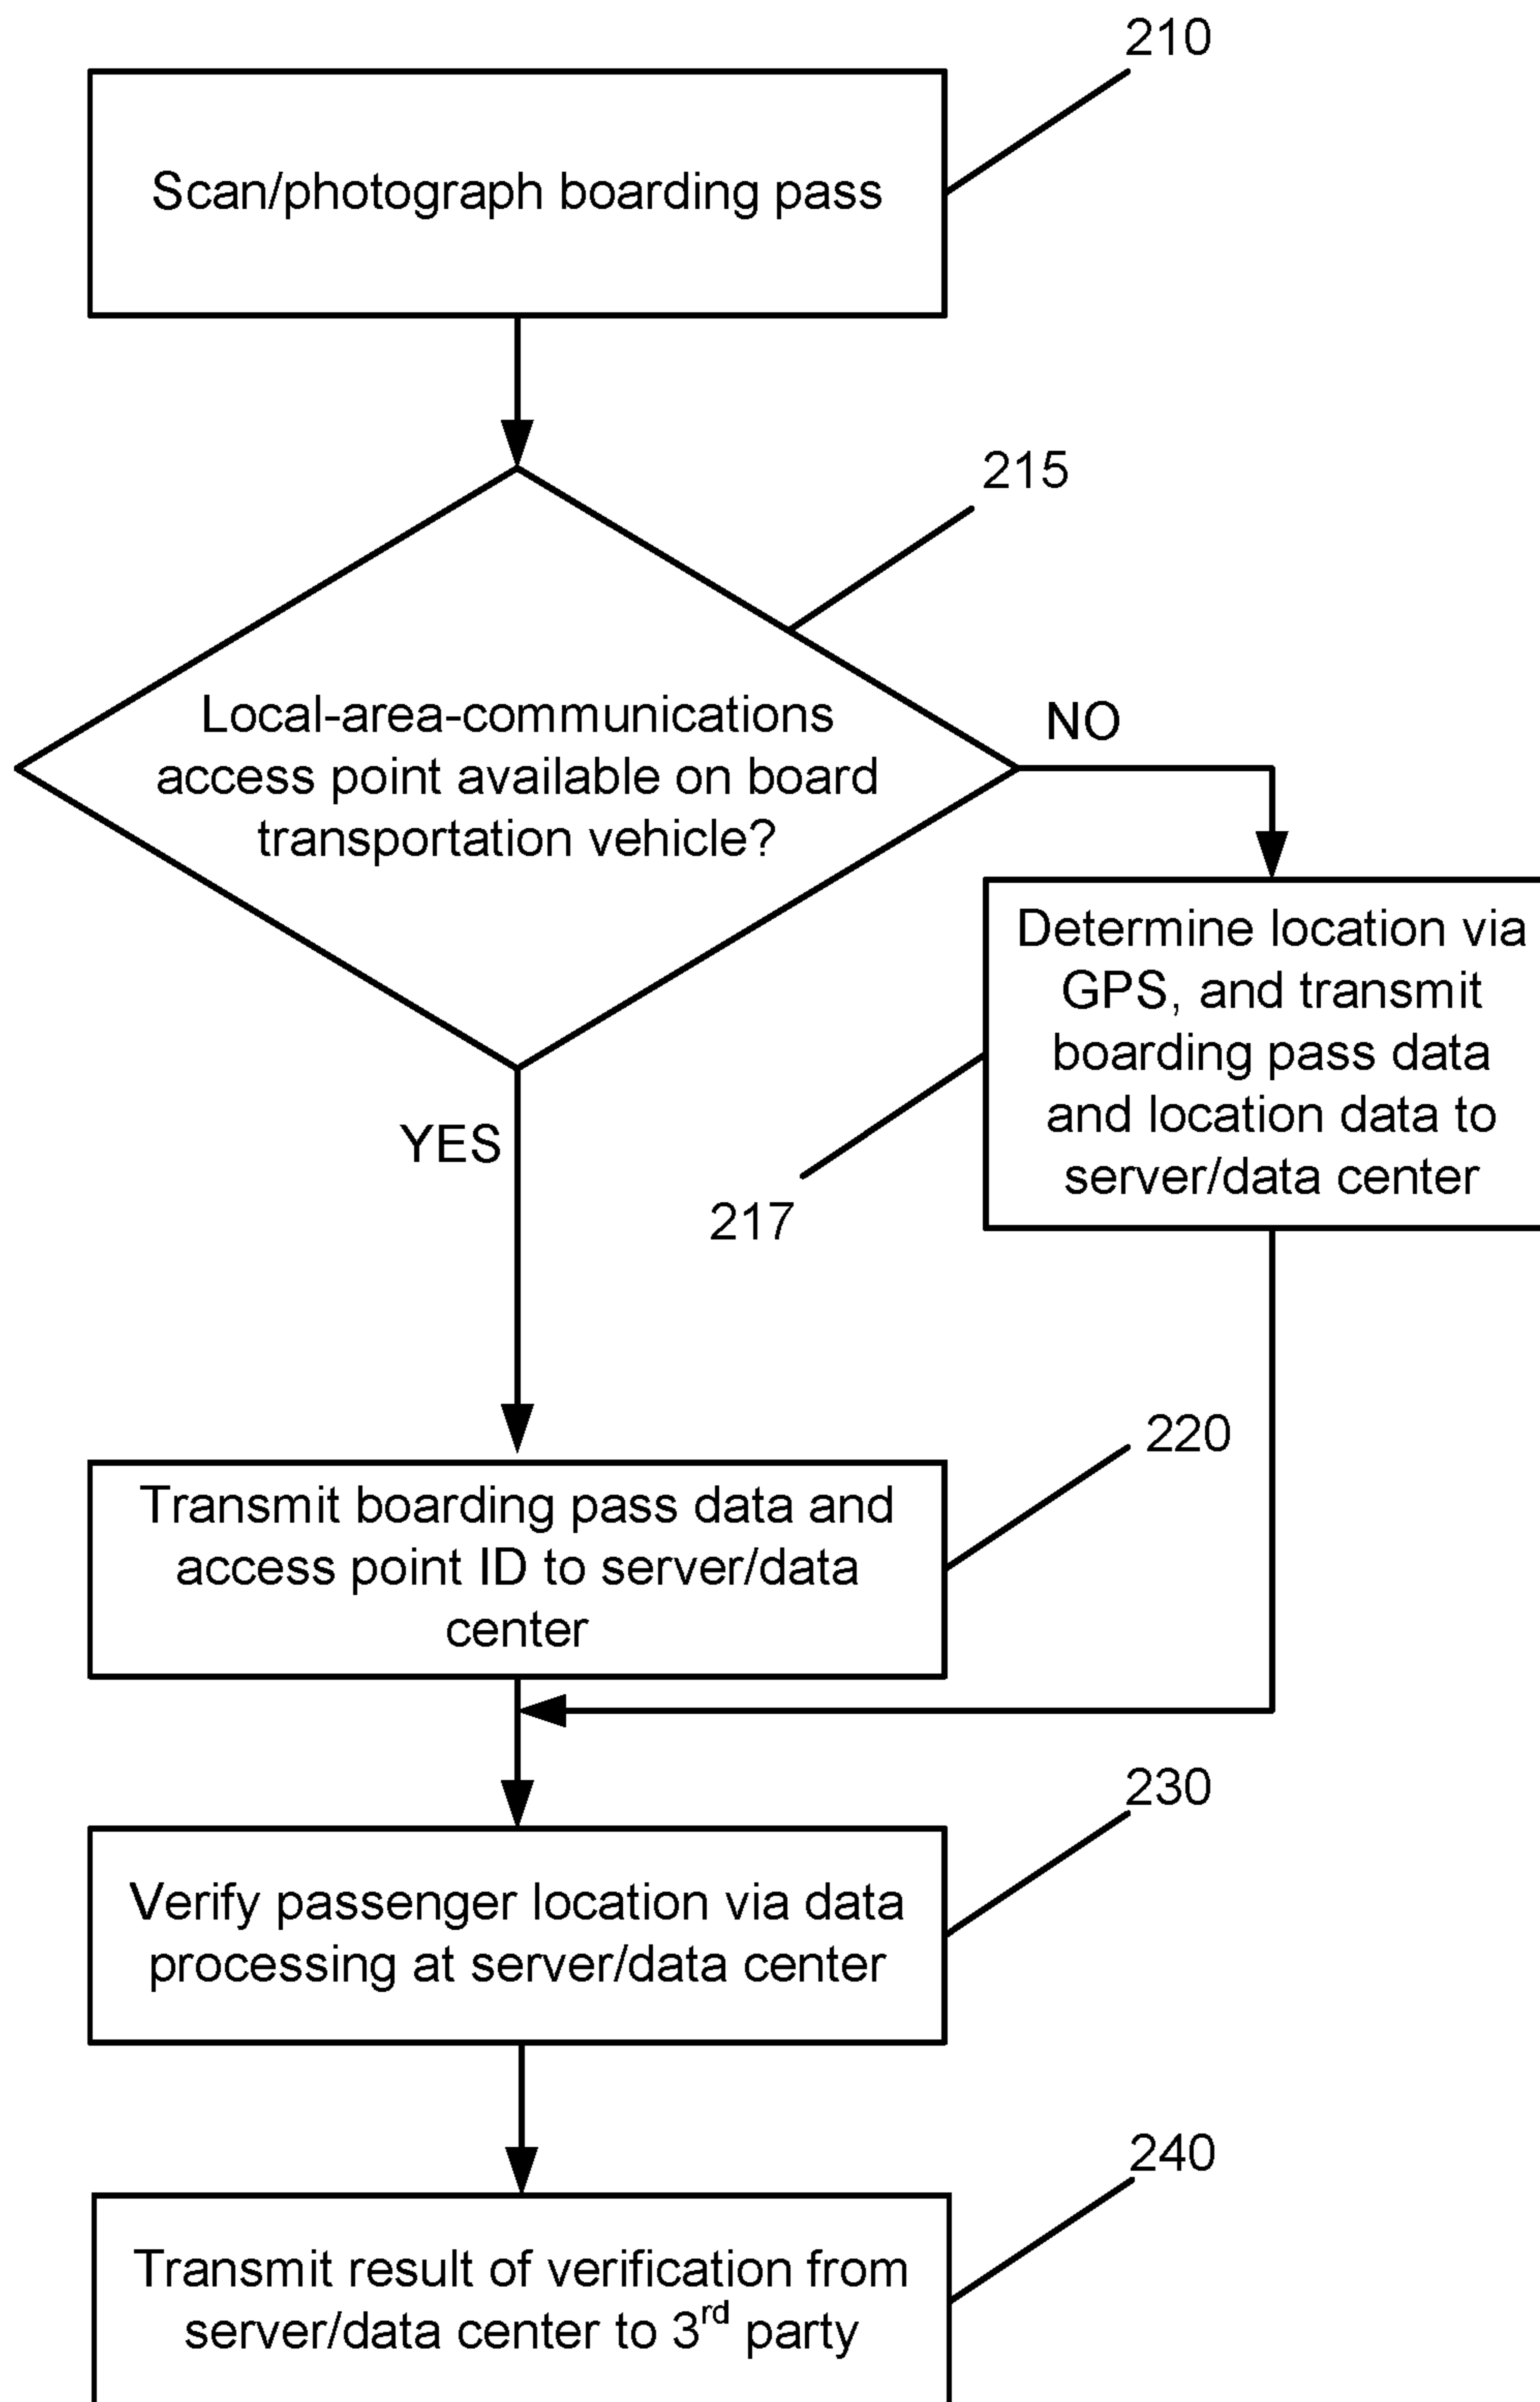 210
Scan/photograph boarding pass
215
Local-area-communications
access point available on board
transportation vehicle?
NO
Determine location via
GPS, and transmit
boarding pass data
and location data to
server/data center
YES
217
220
Transmit boarding pass data and
access point ID to server/data
center
230
Verify passenger location via data
processing at server/data center
240
Transmit result of verification from
server/data center to 3rd party